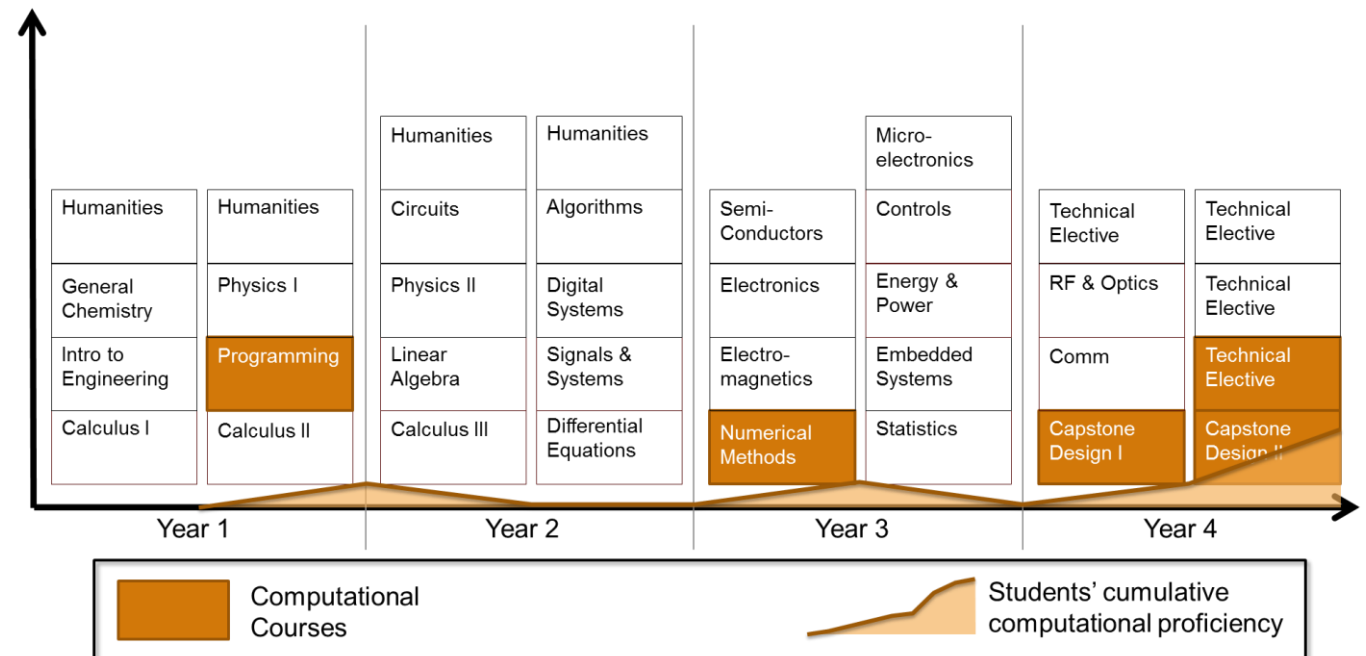 Humanities
General
Chemistry
Intro to
Engineering
Calculus I
Humanities
Physics I
Programming
Calculus II
Humanities
Circuits
Physics II
Linear
Algebra
Calculus III
Humanities
Algorithms
Digital
Systems
Signals &
Systems
Differential
Equations
Semi-
Conductors
Electronics
Electro-
magnetics
Numerical
Methods
Micro-
electronics
Controls
Energy &
Power
Embedded
Systems
Statistics
Technical
Elective
RF & Optics
Comm
Capstone
Design I
Technical
Elective
Technical
Elective
Technical
Elective
Capstone
Design II
Year 1
Year 2
Year 3
Year 4
Computational
Courses
Students' cumulative
computational proficiency